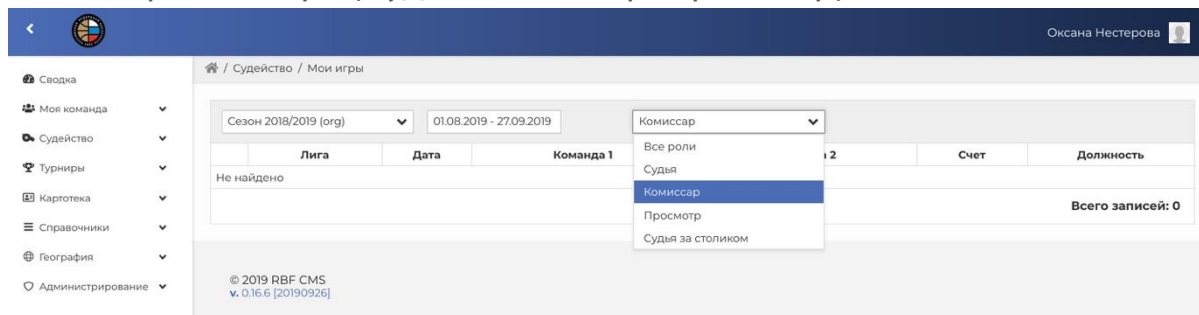 Оксана Нестерова
Сводка
Моя команда
Судейство
Турниры
Картотека
Справочники
География
Администрирование
/ Судейство / Мои игры
Сезон 2018/2019 (org) 01.08.2019 - 27.09.2019 Комиссар
Все роли
Судья
Комиссар
Просмотр
Судья за столиком
Лига Дата Команда 1 2 Счет Должность
Не найдено
Всего записей: 0
© 2019 RBF CMS
v. 0.16.6 [20190926]